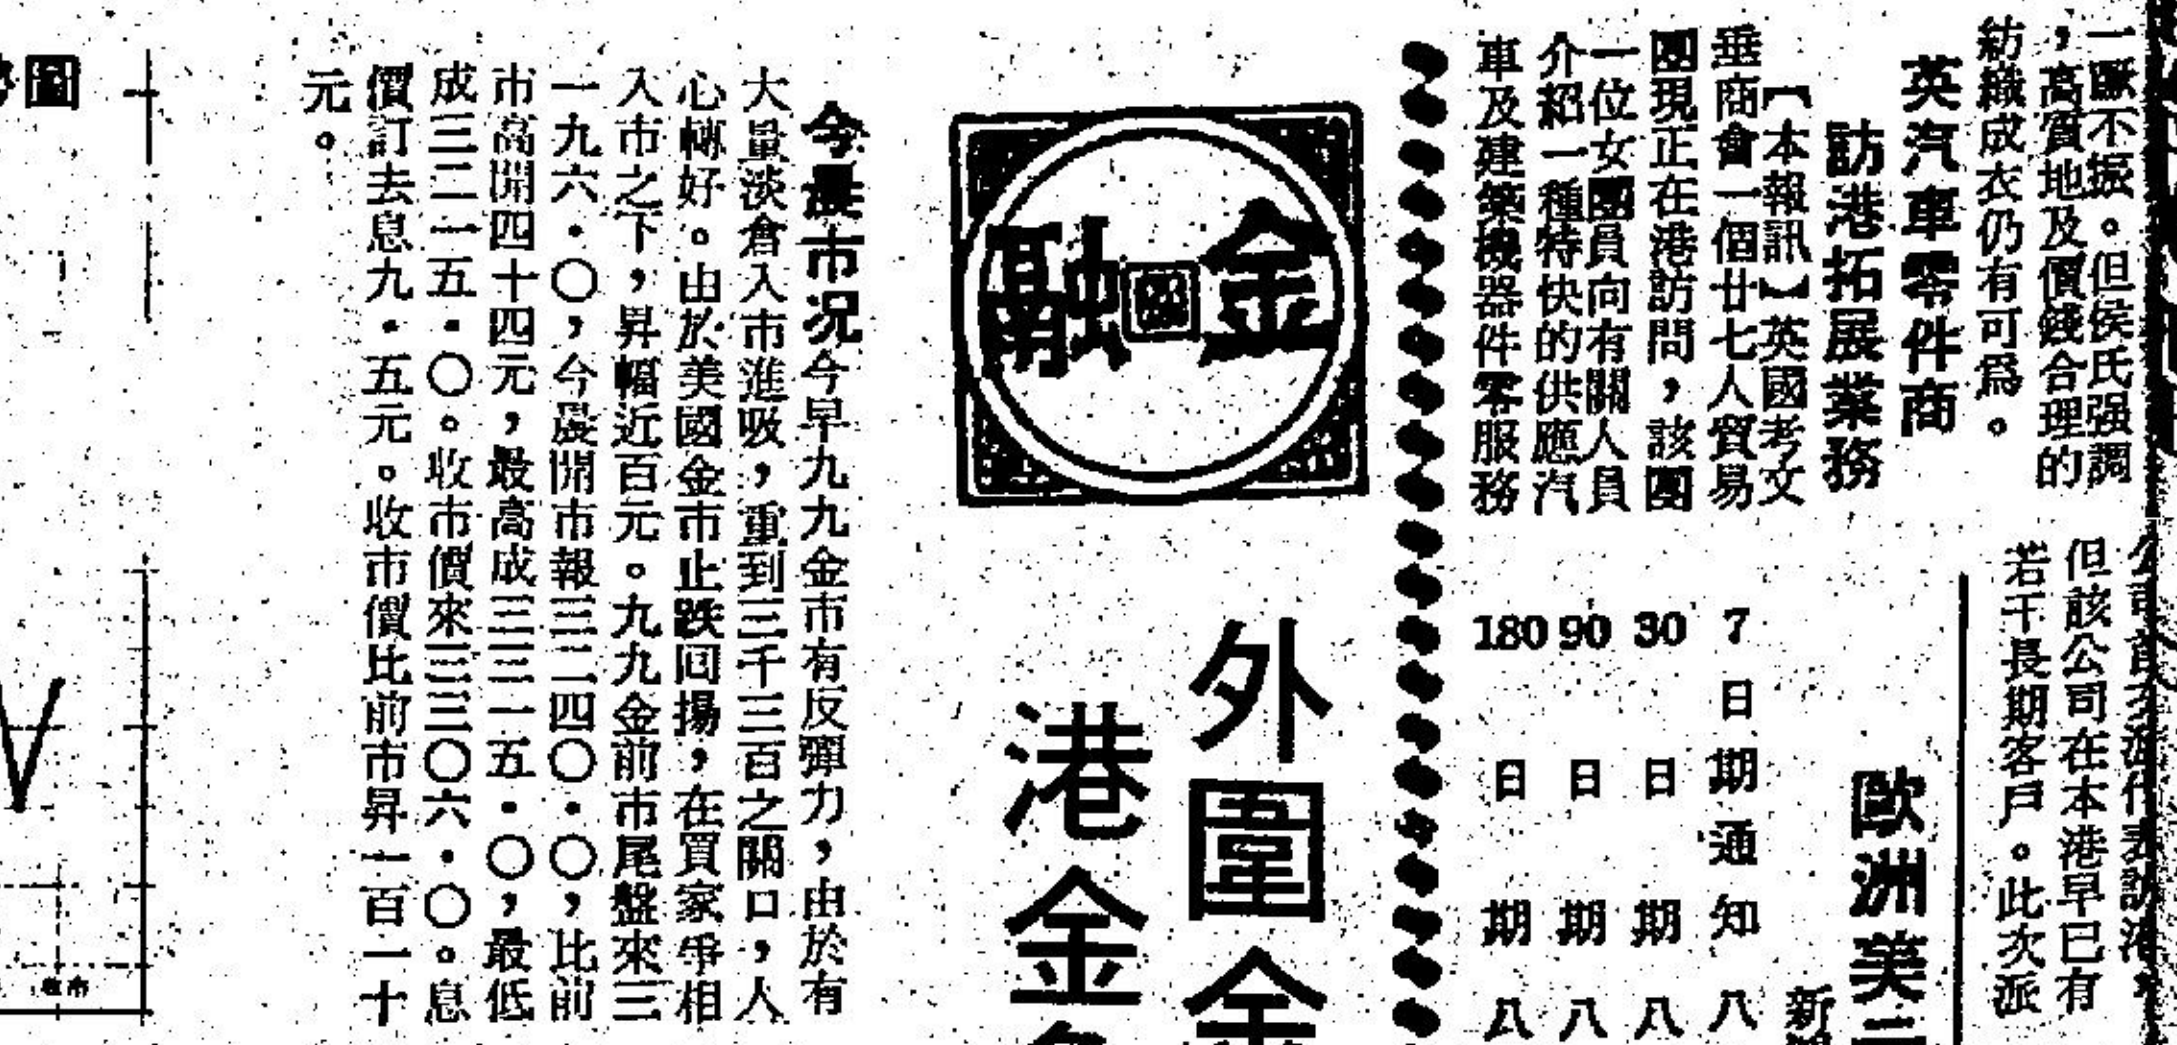 一蹶不振。但侯氏强調
，高質地及價錢合理的
紡織成衣仍有可爲。
英汽車零件商
訪港拓展業務
【本報訊】英國考文
垂商會一個廿七人貿易
團現正在港訪問，該團
一位女團員向有關人員
介紹一種特快的供應汽
車及建築機器件零服務
但該公司在本港早已有
若干長期客戶。此次派
歐洲美
新
7日期通知八
30日期八
90日期八
180日期八
金融圈
外圍金
港金
今晨市況今早九九金市有反彈力，由於有
大量淡倉入市進吸，重到三千三百之關口，人
心轉好。由於美國金市止跌回揚，在買家爭相
入市之下，昇幅近百元。九九金前市尾盤來三
一九六．〇，今晨開市報三二四〇．〇，比前
市高開四十四元，最高成三三一五．〇，最低
成三二一五．〇。收市價來三三〇六．〇。息
價訂去息九．五元。收市價比前市昇一百一十
元。
圖
收市